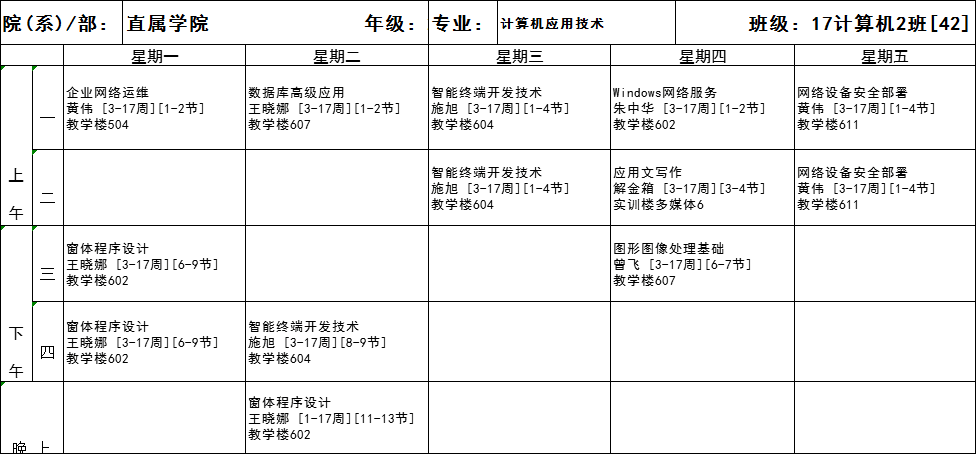 院(系)/部: 直属学院 年级: 专业: 计算机应用技术 班级: 17计算机2班[42]
星期一 星期二 星期三 星期四 星期五
上午
一
企业网络运维
黄伟 [3-17周][1-2节]
教学楼504
数据库高级应用
王晓娜 [3-17周][1-2节]
教学楼607
智能终端开发技术
施旭 [3-17周][1-4节]
教学楼604
Windows网络服务
朱中华 [3-17周][1-2节]
教学楼602
网络设备安全部署
黄伟 [3-17周][1-4节]
教学楼611
二
智能终端开发技术
施旭 [3-17周][1-4节]
教学楼604
应用文写作
解金箱 [3-17周][3-4节]
实训楼多媒体6
网络设备安全部署
黄伟 [3-17周][1-4节]
教学楼611
下午
三
窗体程序设计
王晓娜 [3-17周][6-9节]
教学楼602
图形图像处理基础
曾飞 [3-17周][6-7节]
教学楼607
四
窗体程序设计
王晓娜 [3-17周][6-9节]
教学楼602
智能终端开发技术
施旭 [3-17周][8-9节]
教学楼604
晚上
窗体程序设计
王晓娜 [1-17周][11-13节]
教学楼602